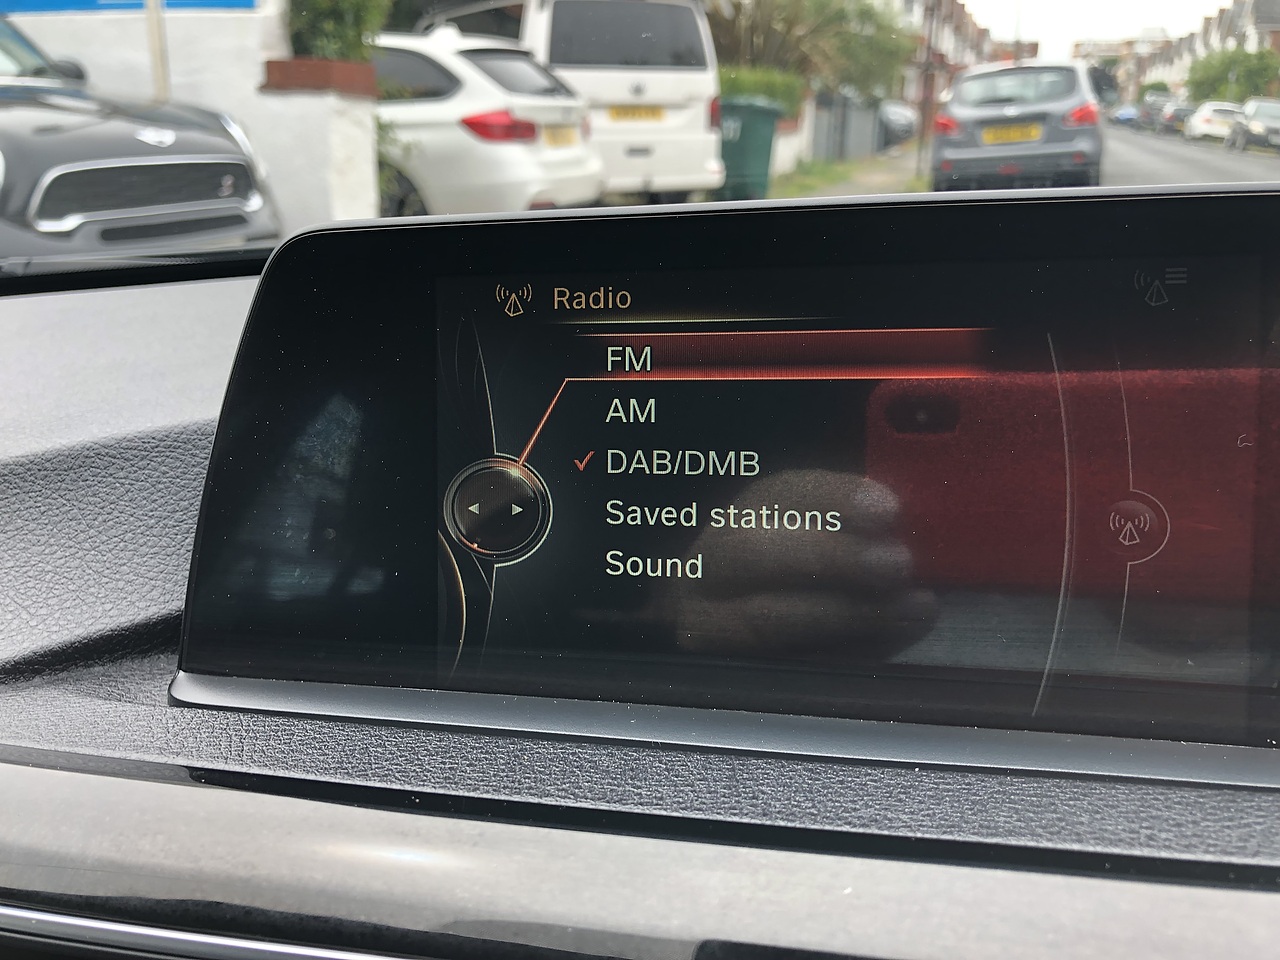 Radio
FM
AM
DAB/DMB
Saved stations
Sound